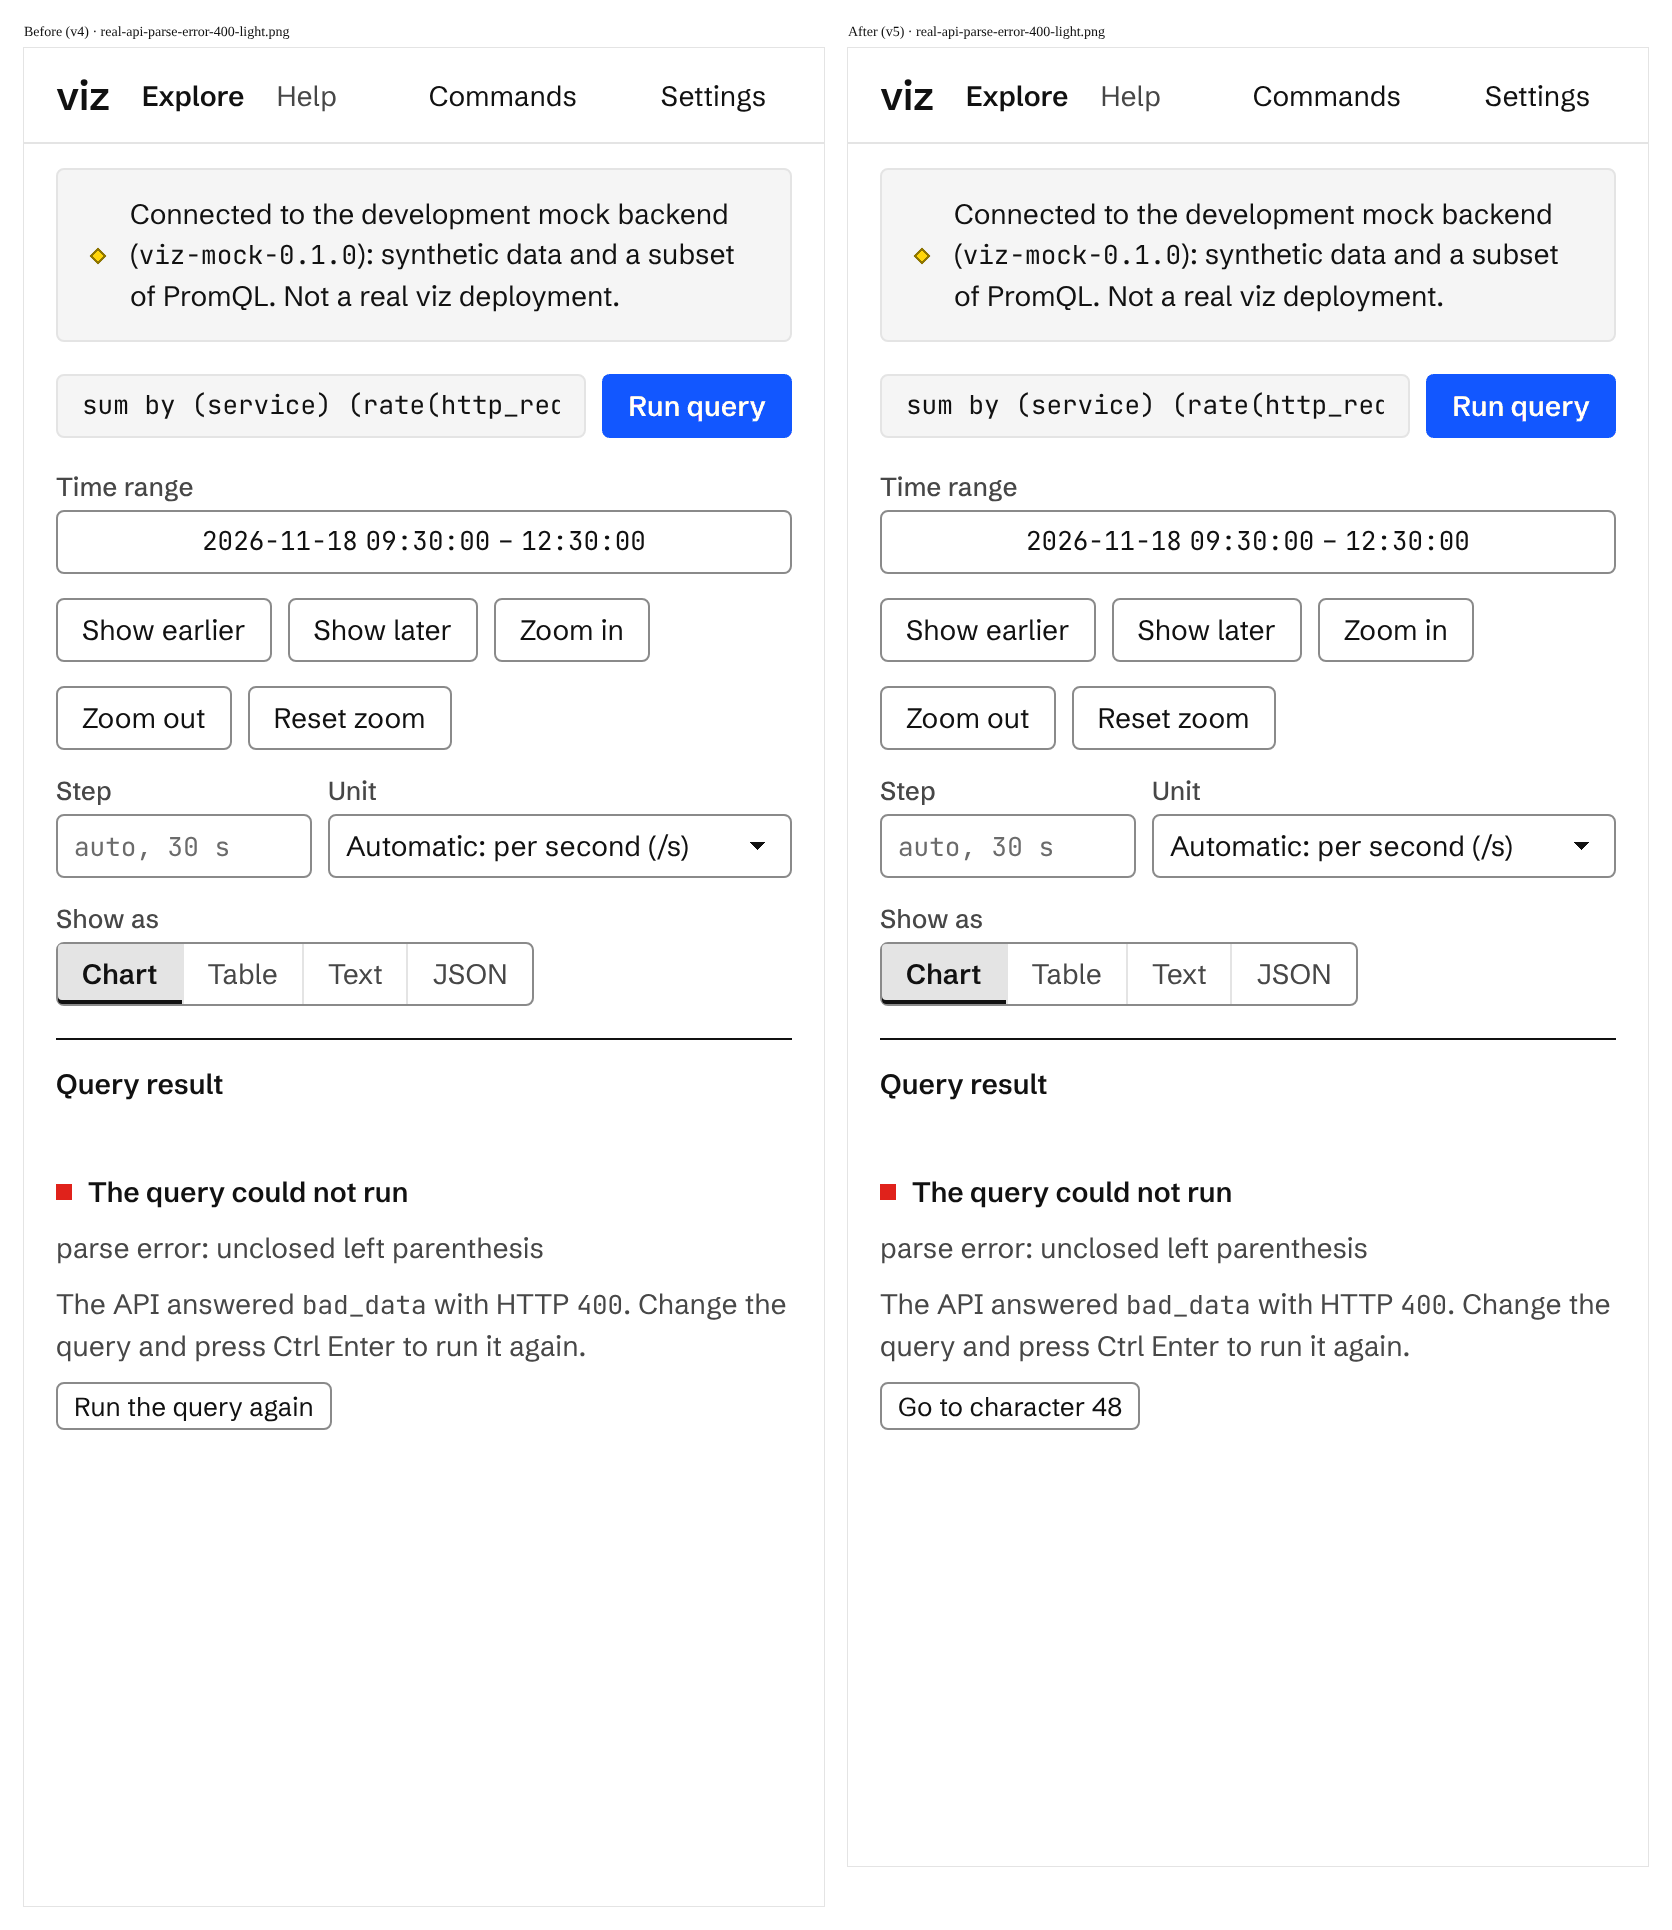 Before (v4) · real-api-parse-error-400-light.png
viz Explore Help Commands Settings
Connected to the development mock backend
(viz-mock-0.1.0): synthetic data and a subset
of PromQL. Not a real viz deployment.
sum by (service) (rate(http_req
Run query
Time range
2026-11-18 09:30:00 – 12:30:00
Show earlier Show later Zoom in
Zoom out Reset zoom
Step Unit
auto, 30 s Automatic: per second (/s)
Show as
Chart Table Text JSON
Query result
The query could not run
parse error: unclosed left parenthesis
The API answered bad_data with HTTP 400. Change the
query and press Ctrl Enter to run it again.
Run the query again
After (v5) · real-api-parse-error-400-light.png
viz Explore Help Commands Settings
Connected to the development mock backend
(viz-mock-0.1.0): synthetic data and a subset
of PromQL. Not a real viz deployment.
sum by (service) (rate(http_req
Run query
Time range
2026-11-18 09:30:00 – 12:30:00
Show earlier Show later Zoom in
Zoom out Reset zoom
Step Unit
auto, 30 s Automatic: per second (/s)
Show as
Chart Table Text JSON
Query result
The query could not run
parse error: unclosed left parenthesis
The API answered bad_data with HTTP 400. Change the
query and press Ctrl Enter to run it again.
Go to character 48